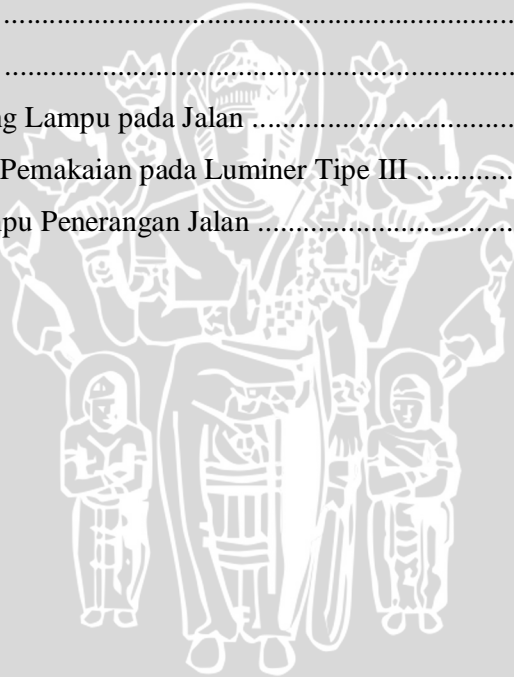 ................................................................
................................................................
ng Lampu pada Jalan ..................................
Pemakaian pada Luminer Tipe III .............
pu Penerangan Jalan .................................